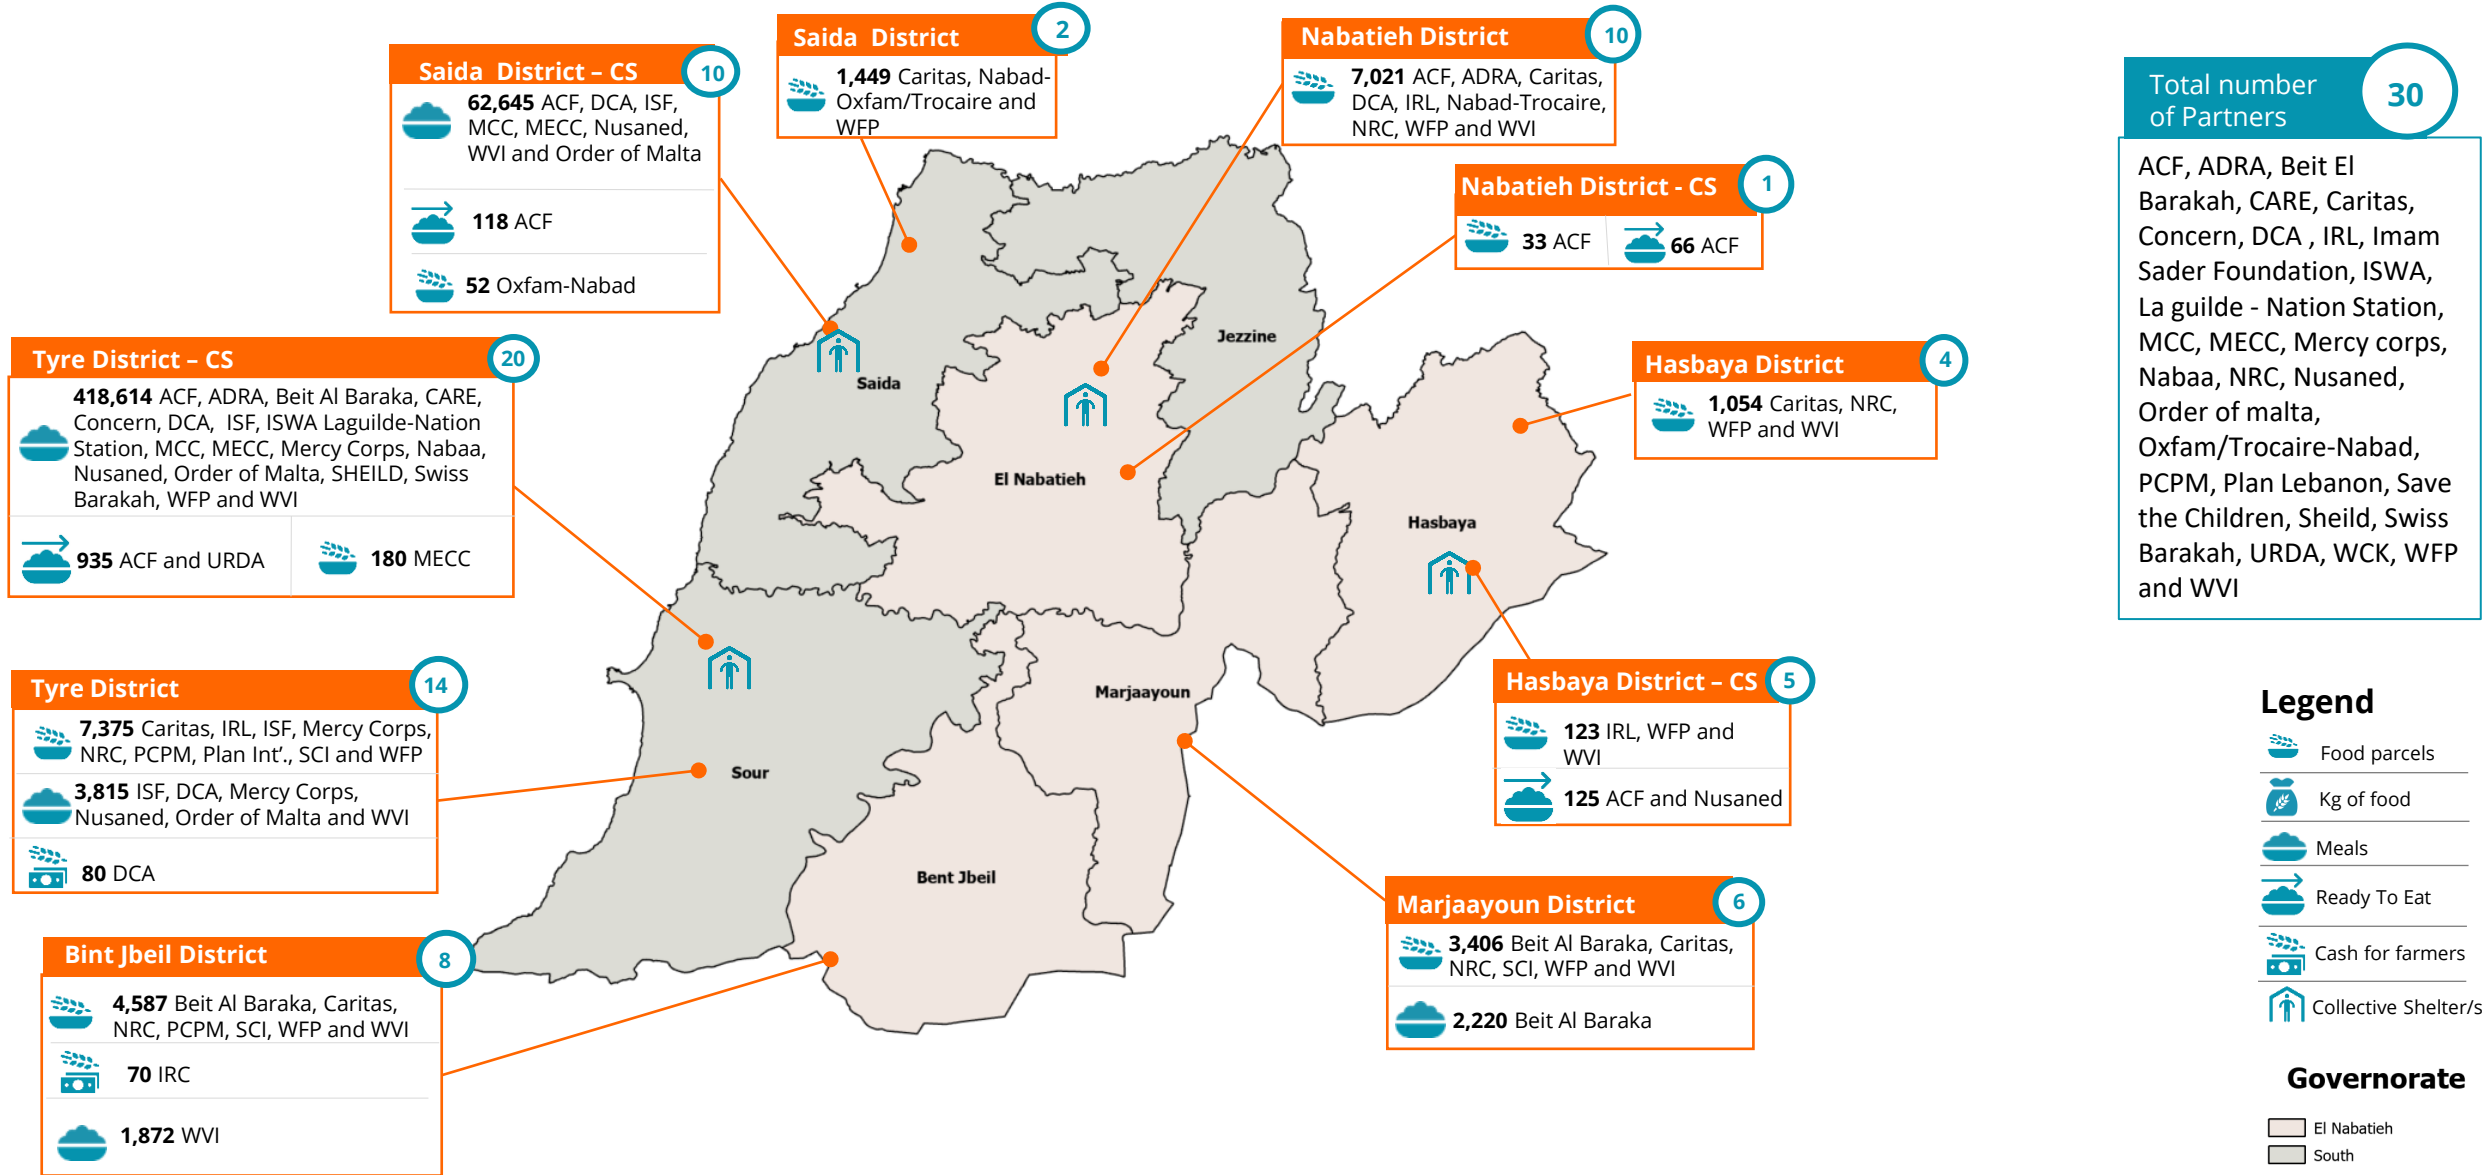 Saida District – CS
10
62,645 ACF, DCA, ISF,
MCC, MECC, Nusaned,
WVI and Order of Malta
118 ACF
52 Oxfam-Nabad
Saida District
2
1,449 Caritas, Nabad-
Oxfam/Trocaire and
WFP
Nabatieh District
10
7,021 ACF, ADRA, Caritas,
DCA, IRL, Nabad-Trocaire,
NRC, WFP and WVI
Nabatieh District - CS
1
33 ACF
66 ACF
Total number
of Partners
30
ACF, ADRA, Beit El
Barakah, CARE, Caritas,
Concern, DCA , IRL, Imam
Sader Foundation, ISWA,
La guilde - Nation Station,
MCC, MECC, Mercy corps,
Nabaa, NRC, Nusaned,
Order of malta,
Oxfam/Trocaire-Nabad,
PCPM, Plan Lebanon, Save
the Children, Sheild, Swiss
Barakah, URDA, WCK, WFP
and WVI
Tyre District – CS
20
418,614 ACF, ADRA, Beit Al Baraka, CARE,
Concern, DCA, ISF, ISWA Laguilde-Nation
Station, MCC, MECC, Mercy Corps, Nabaa,
Nusaned, Order of Malta, SHEILD, Swiss
Barakah, WFP and WVI
935 ACF and URDA
180 MECC
Hasbaya District
4
1,054 Caritas, NRC,
WFP and WVI
Jezzine
Saida
El Nabatieh
Hasbaya
Marjaayoun
Sour
Bent Jbeil
Tyre District
14
7,375 Caritas, IRL, ISF, Mercy Corps,
NRC, PCPM, Plan Int’., SCI and WFP
3,815 ISF, DCA, Mercy Corps,
Nusaned, Order of Malta and WVI
80 DCA
Hasbaya District – CS
5
123 IRL, WFP and
WVI
125 ACF and Nusaned
Bint Jbeil District
8
4,587 Beit Al Baraka, Caritas,
NRC, PCPM, SCI, WFP and WVI
70 IRC
1,872 WVI
Marjaayoun District
6
3,406 Beit Al Baraka, Caritas,
NRC, SCI, WFP and WVI
2,220 Beit Al Baraka
Legend
Food parcels
Kg of food
Meals
Ready To Eat
Cash for farmers
Collective Shelter/s
Governorate
El Nabatieh
South